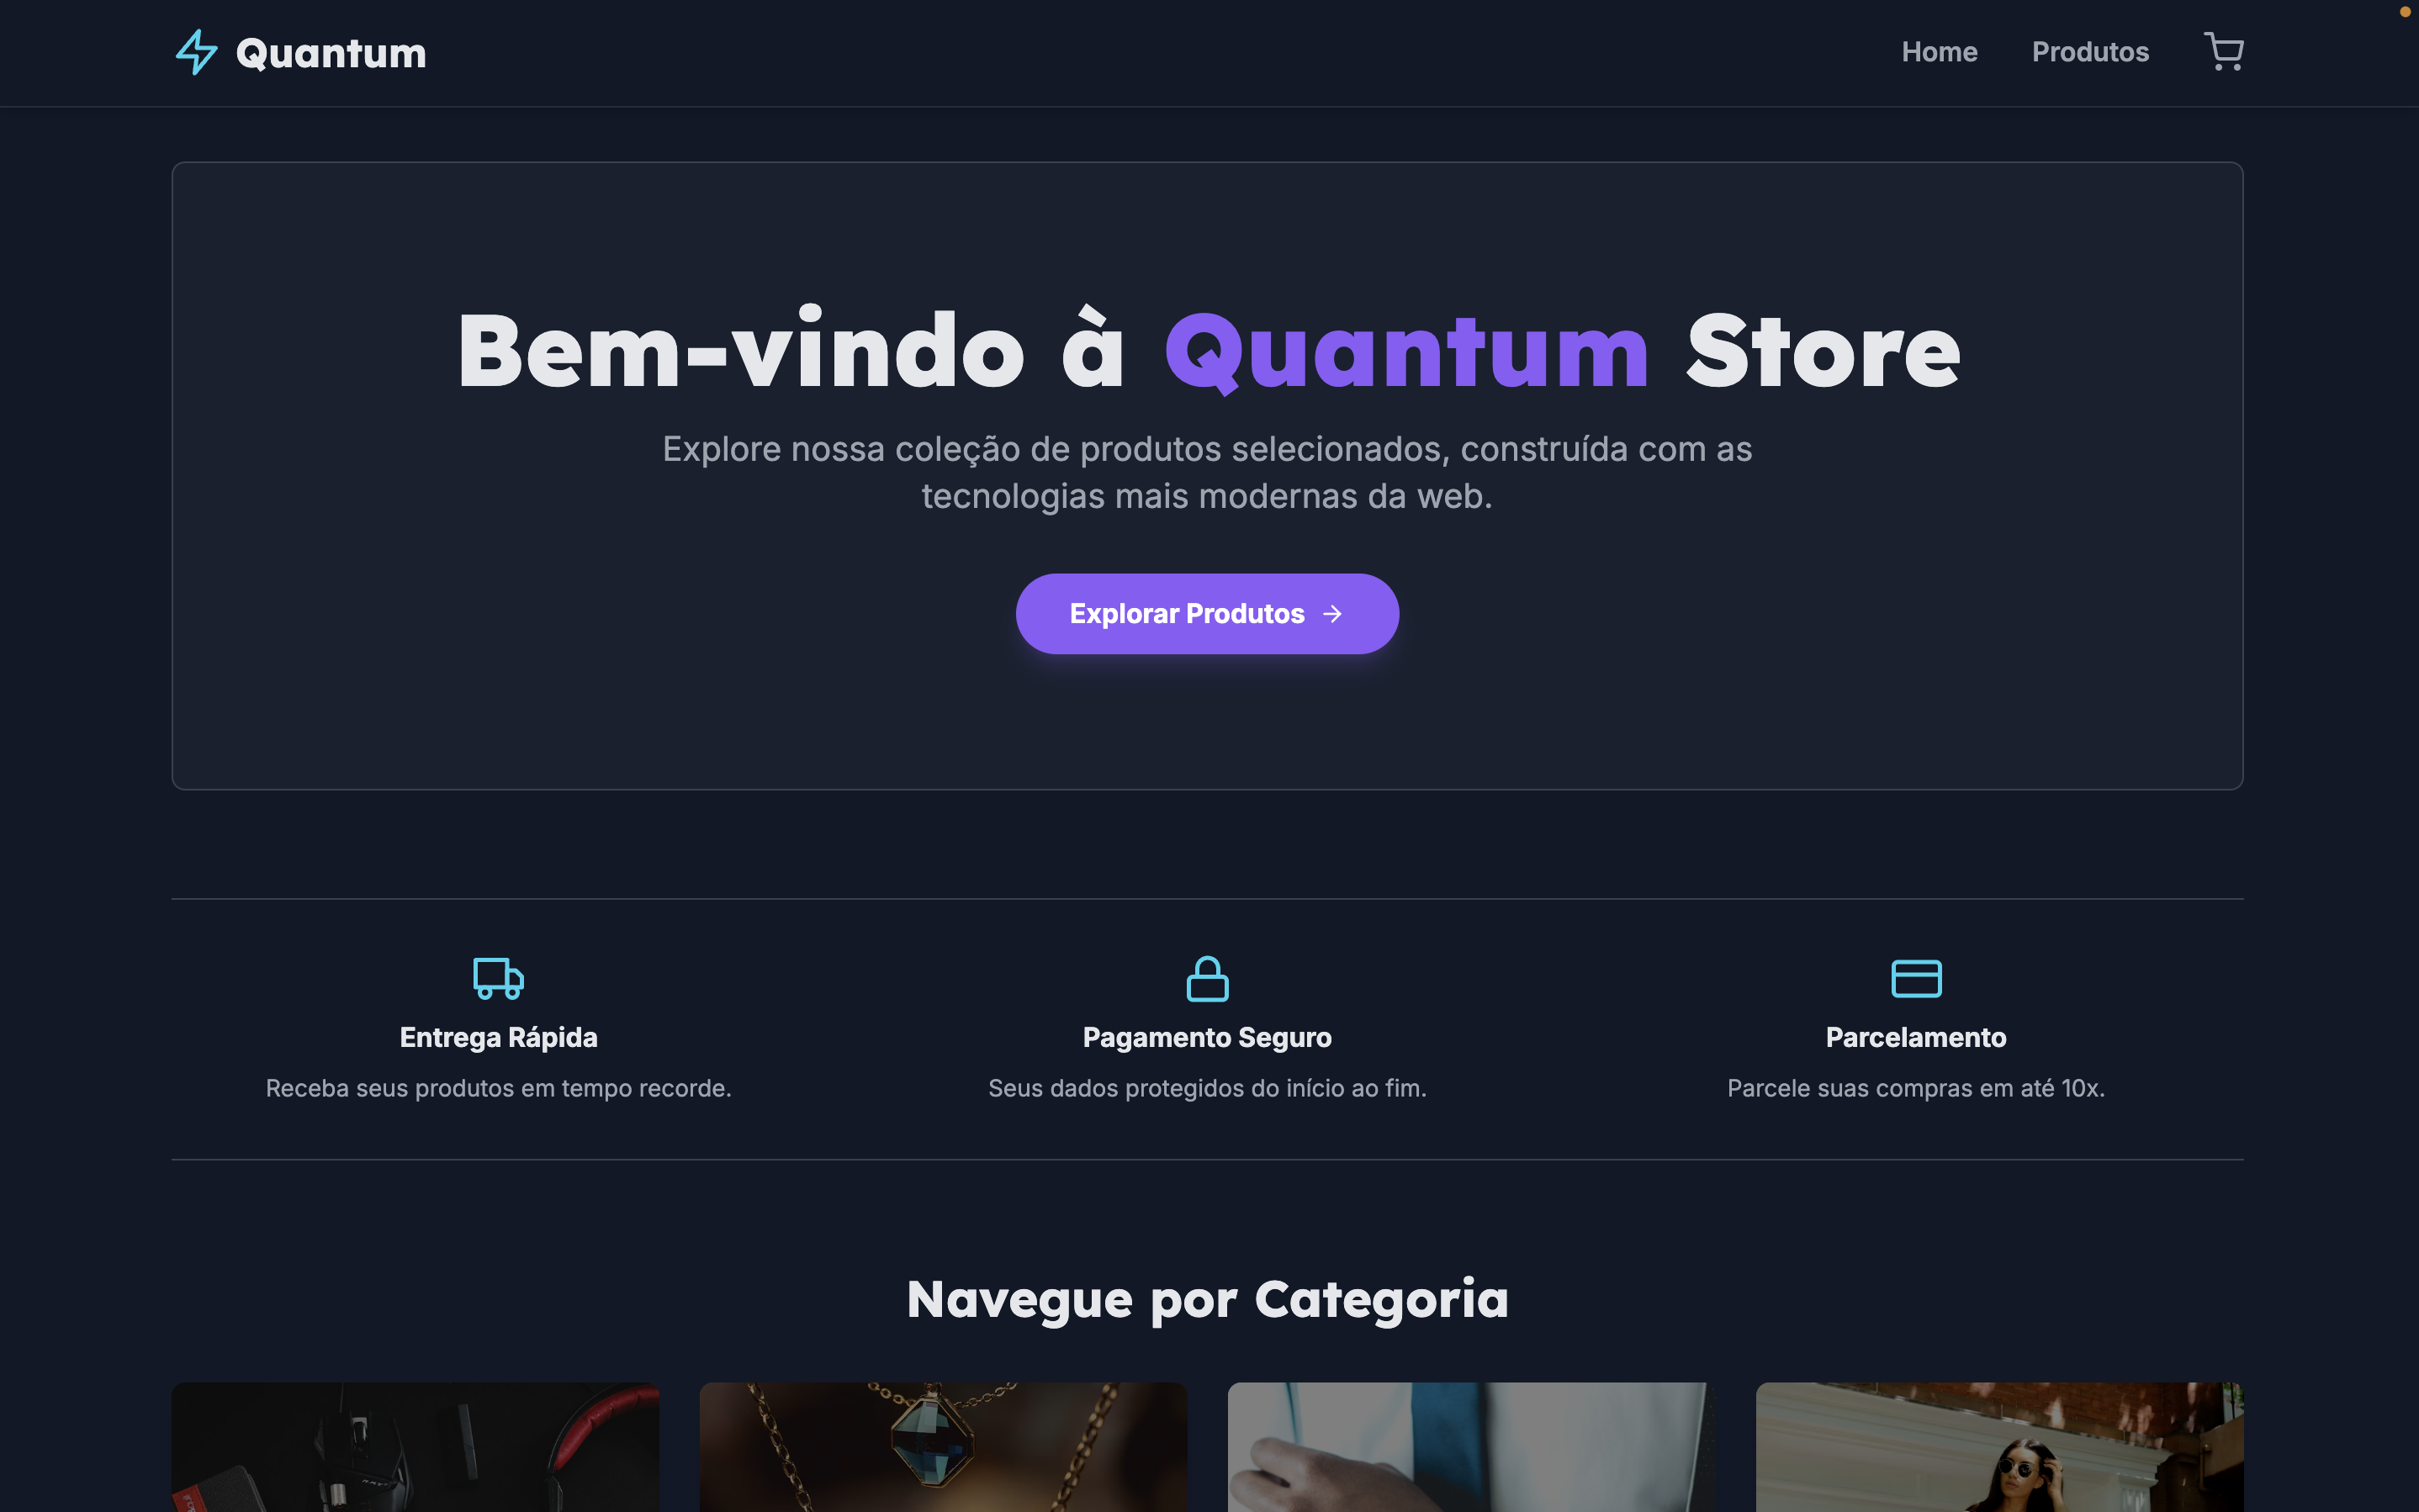 Quantum
Home
Produtos
Bem-vindo à Quantum Store
Explore nossa coleção de produtos selecionados, construída com as
tecnologias mais modernas da web.
Explorar Produtos →
Entrega Rápida
Receba seus produtos em tempo recorde.
Pagamento Seguro
Seus dados protegidos do início ao fim.
Parcelamento
Parcele suas compras em até 10x.
Navegue por Categoria